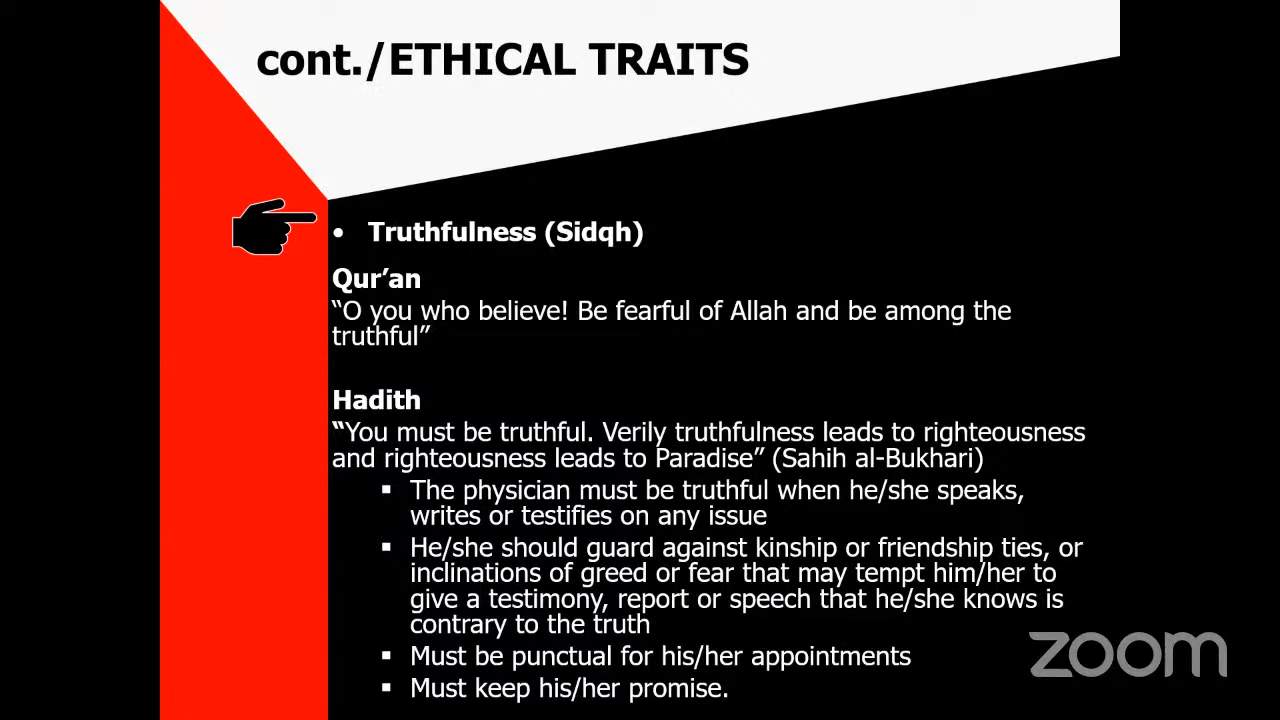 cont./ETHICAL TRAITS
• Truthfulness (Sidqh)
Qur’an
“O you who believe! Be fearful of Allah and be among the
truthful”
Hadith
“You must be truthful. Verily truthfulness leads to righteousness
and righteousness leads to Paradise” (Sahih al-Bukhari)
▪ The physician must be truthful when he/she speaks,
writes or testifies on any issue
▪ He/she should guard against kinship or friendship ties, or
inclinations of greed or fear that may tempt him/her to
give a testimony, report or speech that he/she knows is
contrary to the truth
▪ Must be punctual for his/her appointments
▪ Must keep his/her promise.
zoom